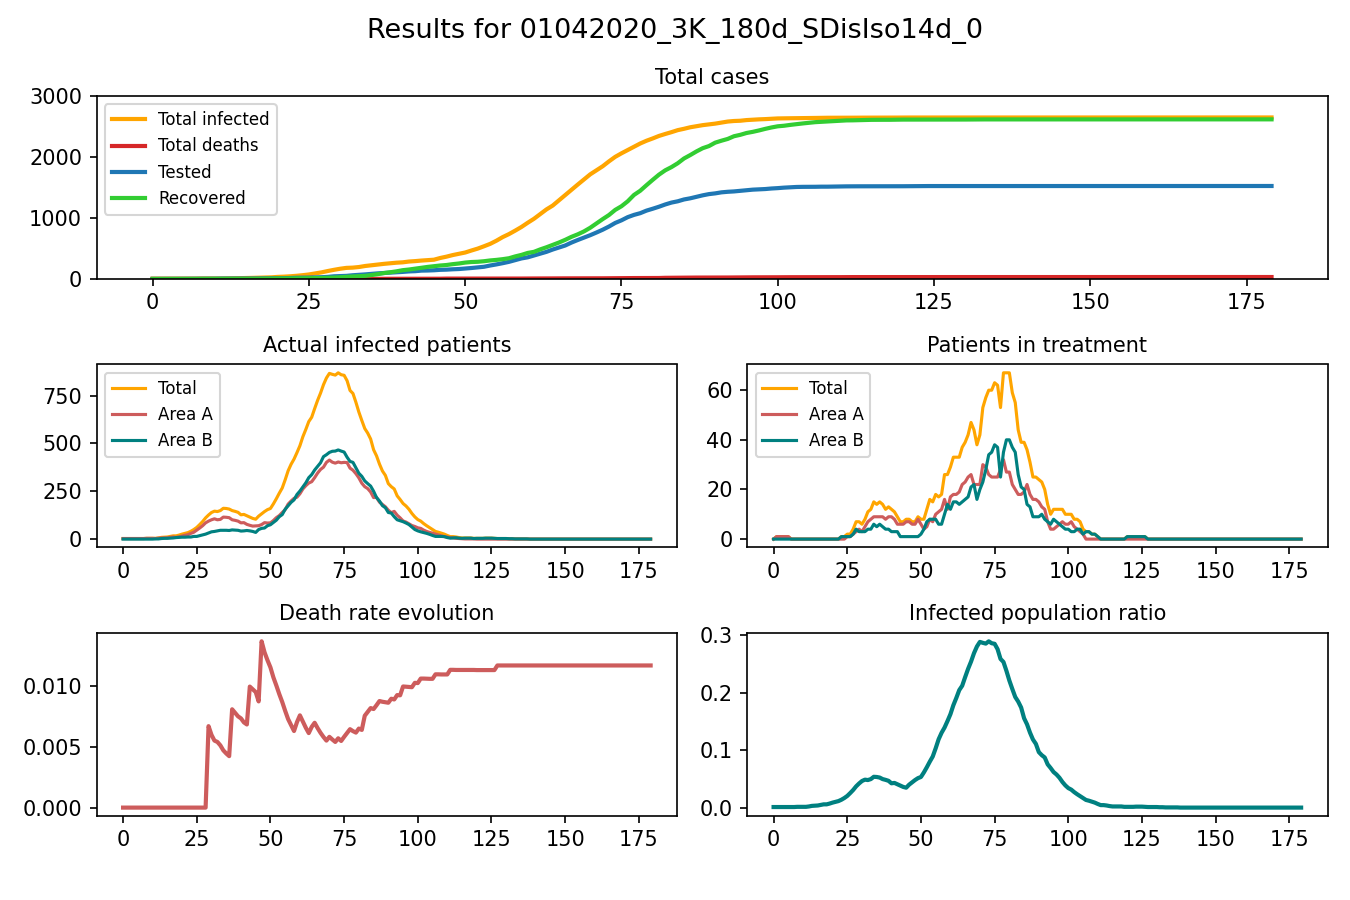 Results for 01042020_3K_180d_SDisIso14d_0
Total cases
3000
2000
1000
0
Total infected
Total deaths
Tested
Recovered
0 25 50 75 100 125 150 175
Actual infected patients
750
500
250
0
Total
Area A
Area B
0 25 50 75 100 125 150 175
Patients in treatment
60
40
20
0
Total
Area A
Area B
0 25 50 75 100 125 150 175
Death rate evolution
0.010
0.005
0.000
0 25 50 75 100 125 150 175
Infected population ratio
0.3
0.2
0.1
0.0
0 25 50 75 100 125 150 175